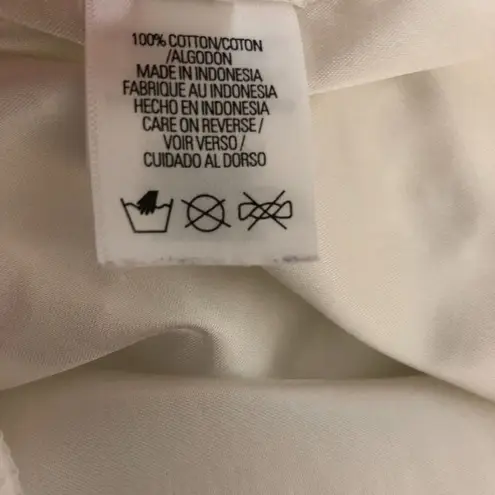 100% COTTON/COTON
/ALGODÓN
MADE IN INDONESIA
FABRIQUE AU INDONESIA
HECHO EN INDONESIA
CARE ON REVERSE /
VOIR VERSO /
CUIDADO AL DORSO